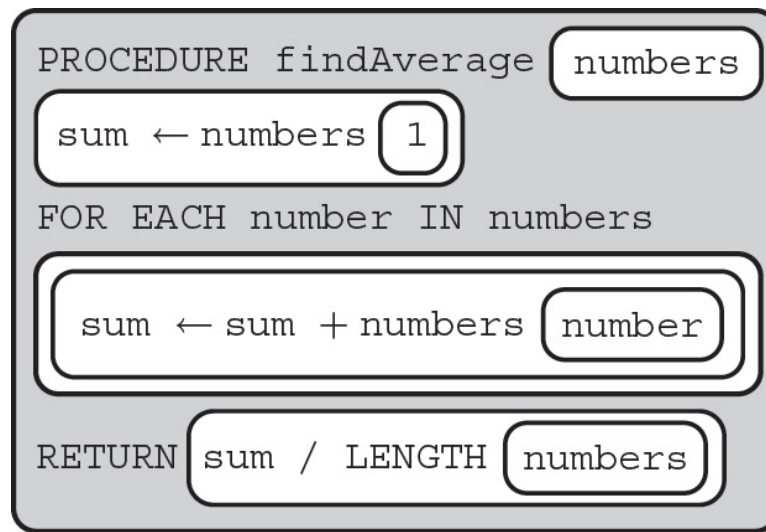 PROCEDURE findAverage numbers
sum ← numbers 1
FOR EACH number IN numbers
sum ← sum + numbers number
RETURN sum / LENGTH numbers